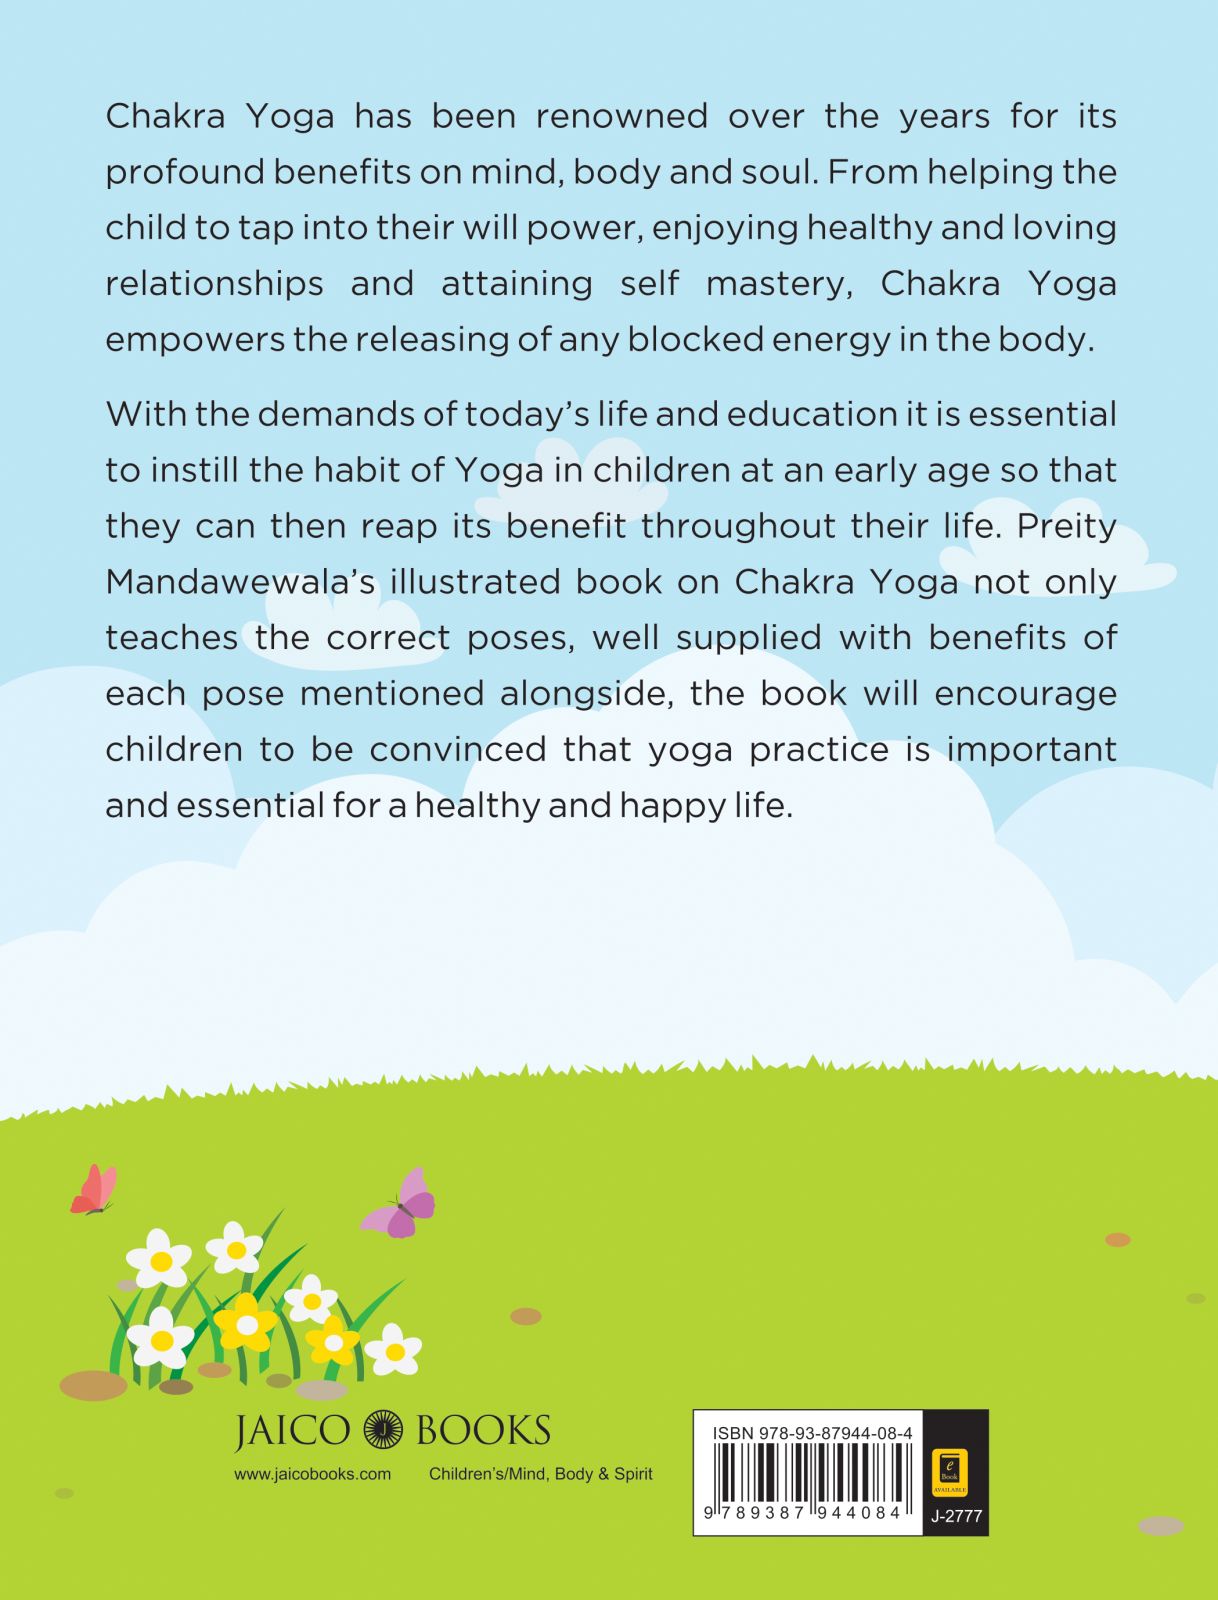 Chakra Yoga has been renowned over the years for its
profound benefits on mind, body and soul. From helping the
child to tap into their will power, enjoying healthy and loving
relationships and attaining self mastery, Chakra Yoga
empowers the releasing of any blocked energy in the body.
With the demands of today's life and education it is essential
to instill the habit of Yoga in children at an early age so that
they can then reap its benefit throughout their life. Preity
Mandawewala's illustrated book on Chakra Yoga not only
teaches the correct poses, well supplied with benefits of
each pose mentioned alongside, the book will encourage
children to be convinced that yoga practice is important
and essential for a healthy and happy life.
JAICO J BOOKS
www.jaicobooks.com Children's/Mind, Body & Spirit
ISBN 978-93-87944-08-4
9 789387 944084
e
Book
AVAILABLE
J-2777